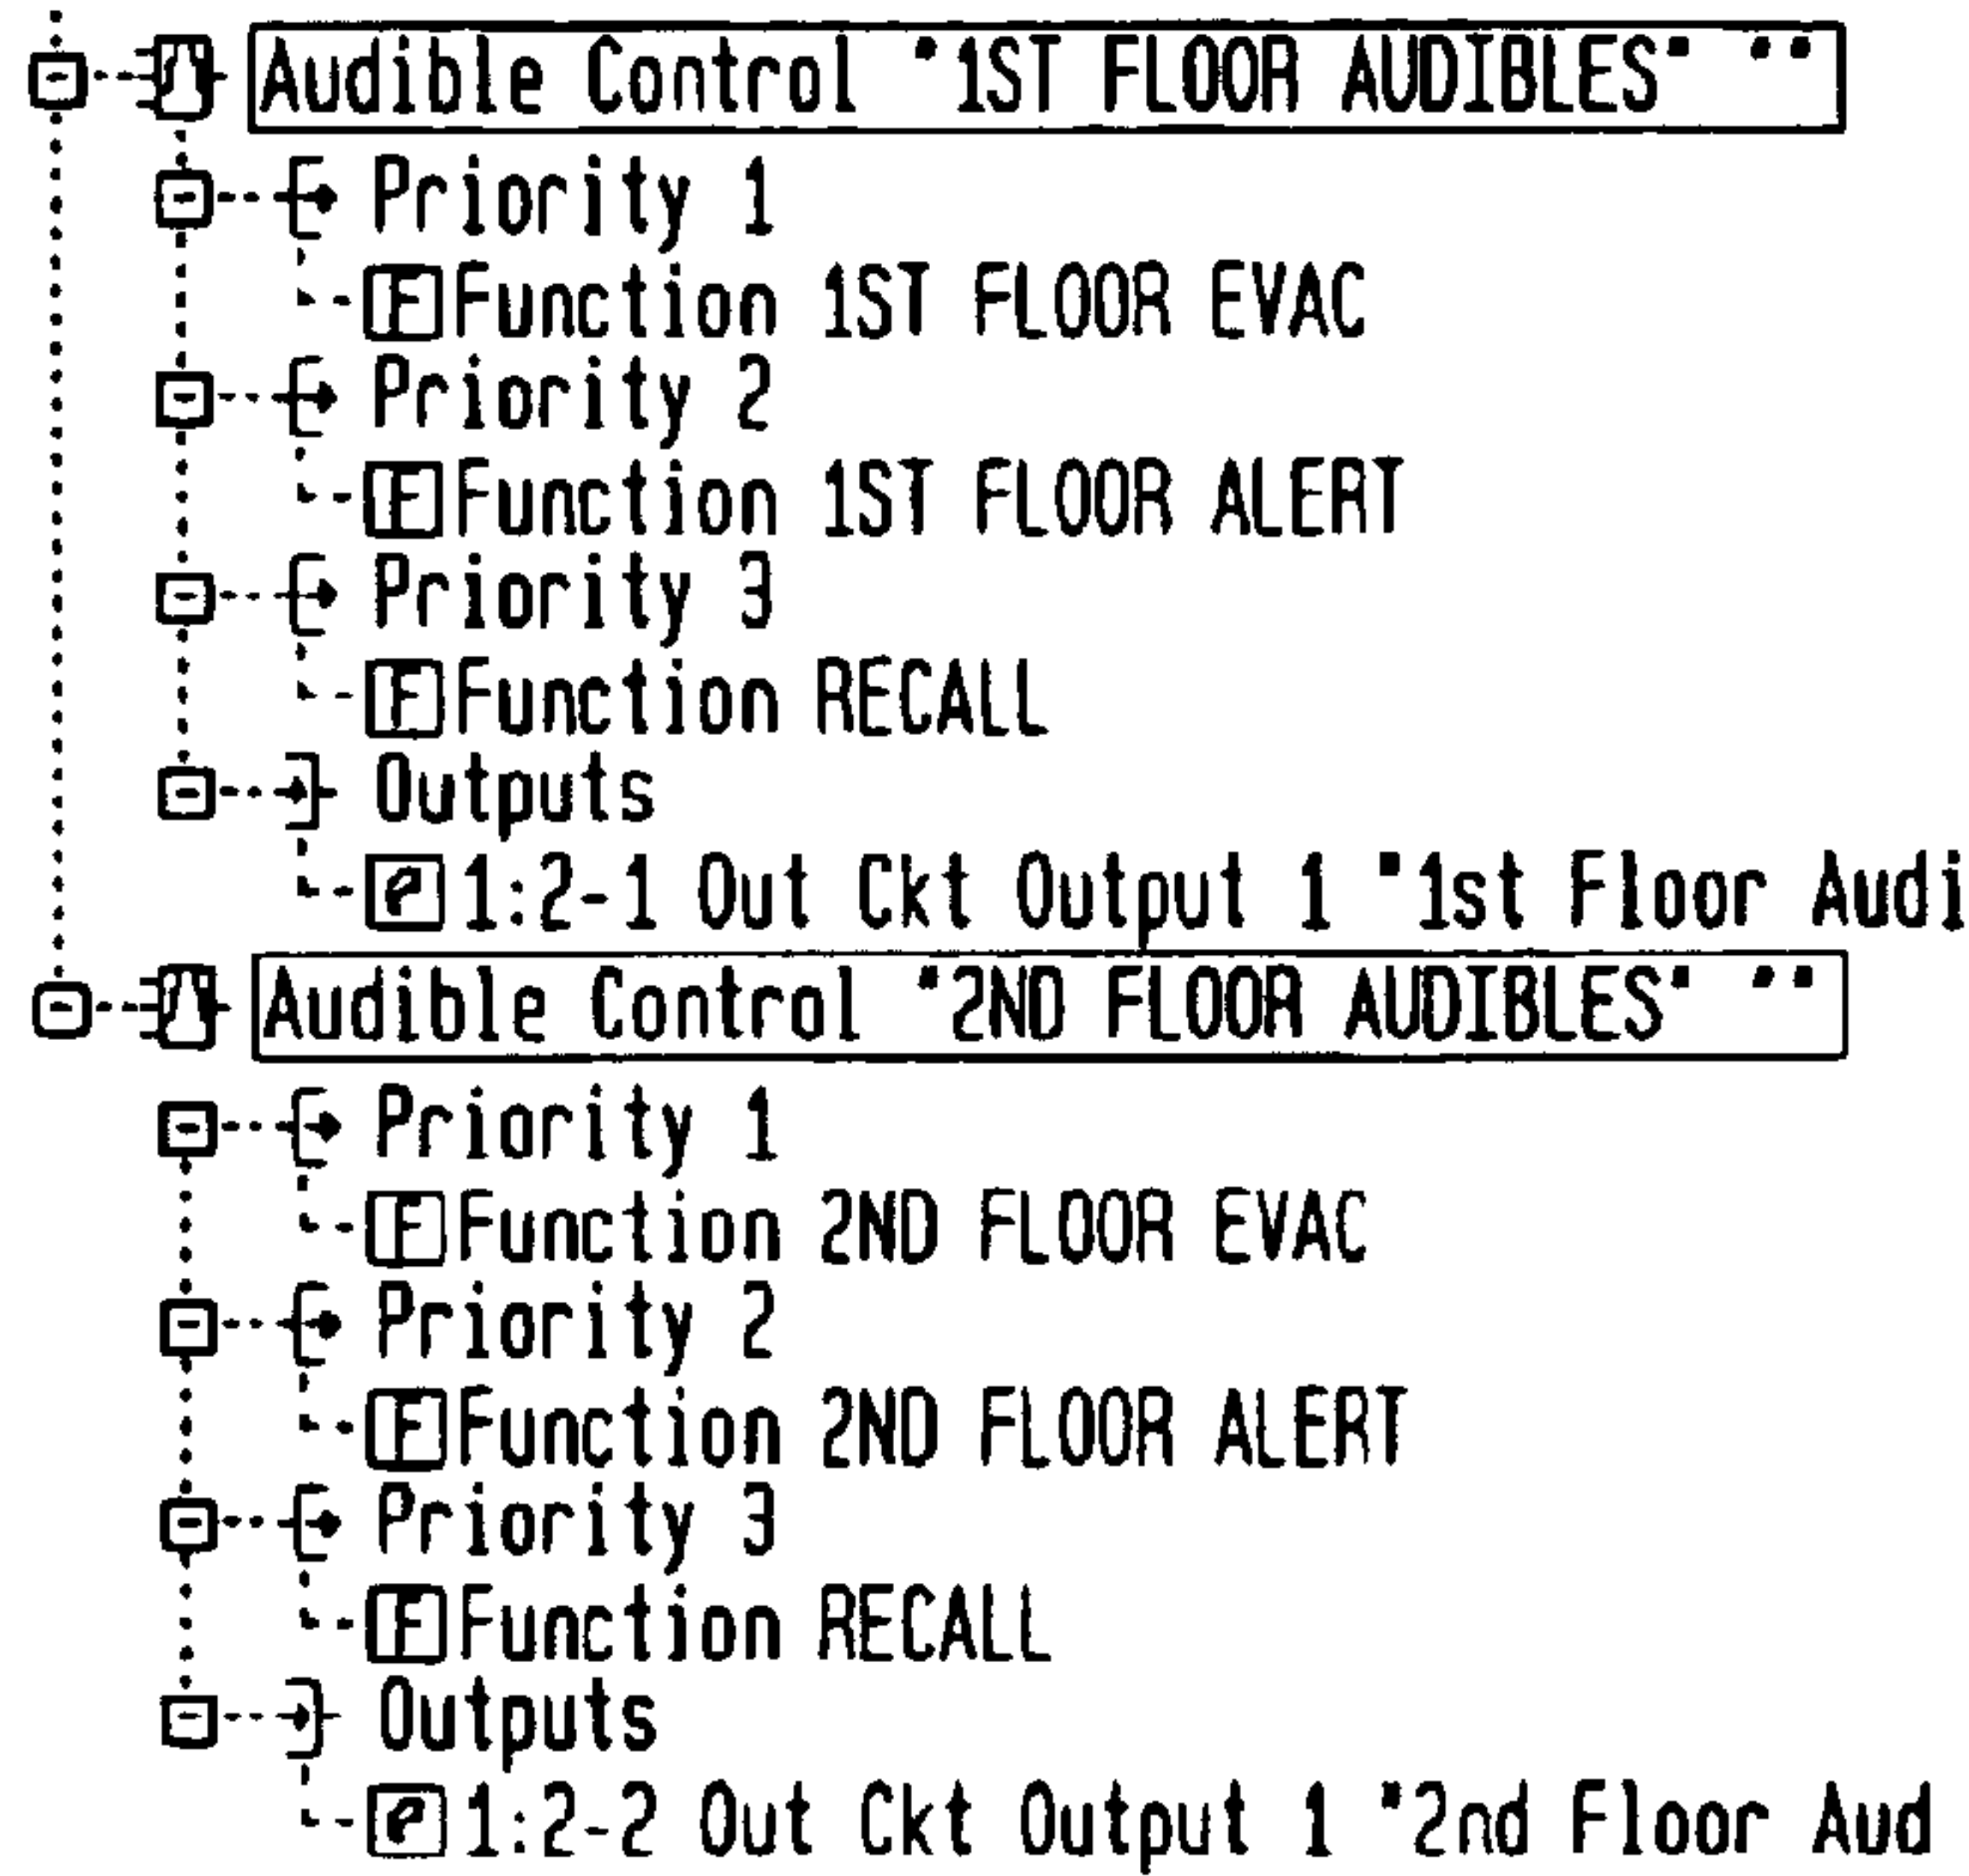 Audible Control "1ST FLOOR AUDIBLES" ""
Priority 1
F Function 1ST FLOOR EVAC
Priority 2
F Function 1ST FLOOR ALERT
Priority 3
F Function RECALL
Outputs
1:2-1 Out Ckt Output 1 "1st Floor Audi
Audible Control "2ND FLOOR AUDIBLES" ""
Priority 1
F Function 2ND FLOOR EVAC
Priority 2
F Function 2ND FLOOR ALERT
Priority 3
F Function RECALL
Outputs
1:2-2 Out Ckt Output 1 "2nd Floor Aud